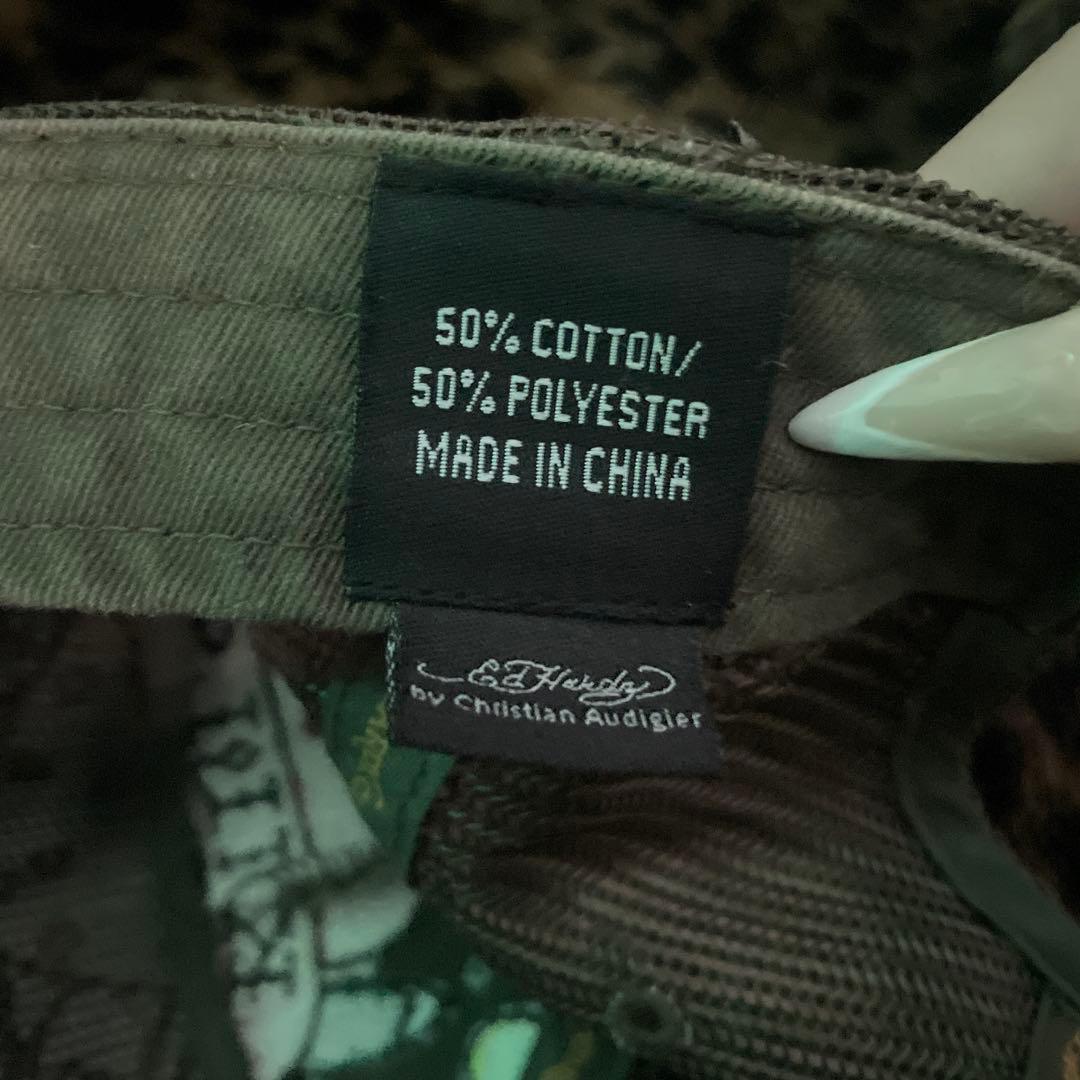 50% COTTON/
50% POLYESTER
MADE IN CHINA
Ed Hardy
by Christian Audigier